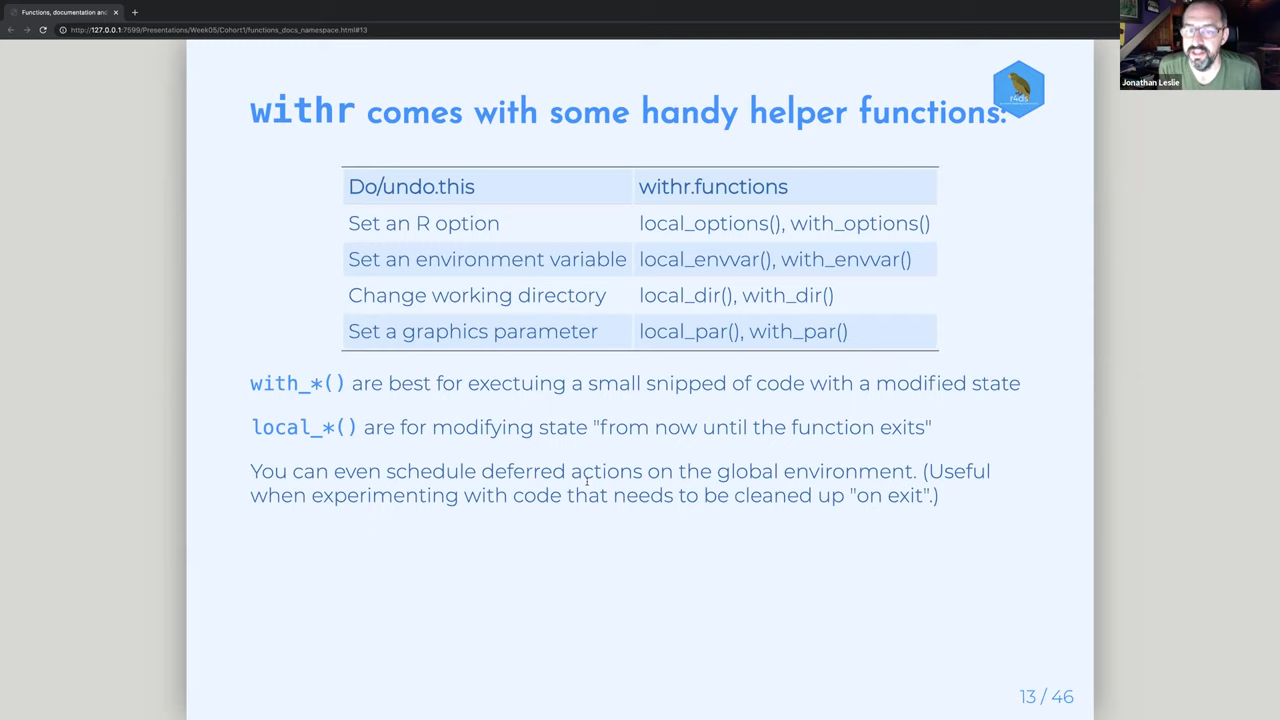 Functions, documentation and
http://127.0.0.1:7599/Presentations/Week05/Cohort1/functions_docs_namespace.html#13
Jonathan Leslie
r4ds
withr comes with some handy helper functions:
Do/undo.this withr.functions
Set an R option local_options(), with_options()
Set an environment variable local_envvar(), with_envvar()
Change working directory local_dir(), with_dir()
Set a graphics parameter local_par(), with_par()
with_*() are best for exectuing a small snipped of code with a modified state
local_*() are for modifying state "from now until the function exits"
You can even schedule deferred actions on the global environment. (Useful
when experimenting with code that needs to be cleaned up "on exit".)
13 / 46